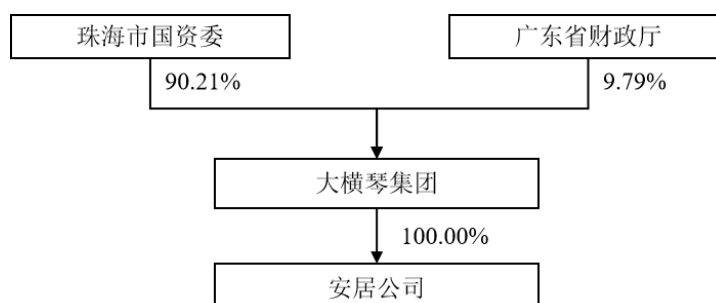 珠海市国资委
广东省财政厅
90.21%
9.79%
大横琴集团
100.00%
安居公司